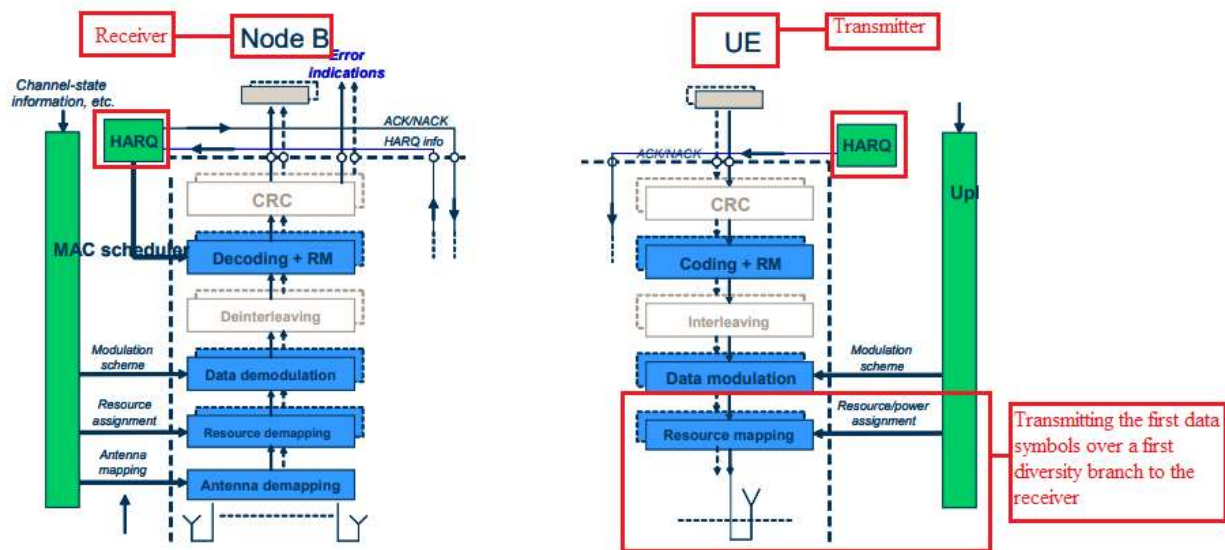 Receiver
Node B
Error
indications
Channel-state
information, etc.
HARQ
ACK/NACK
HARQ info
CRC
MAC scheduler
Decoding + RM
Deinterleaving
Modulation
scheme
Data demodulation
Resource
assignment
Resource demapping
Antenna
mapping
Antenna demapping
UE
Transmitter
ACK/NACK
HARQ
CRC
Upl
Coding + RM
Interleaving
Data modulation
Modulation
scheme
Resource mapping
Resource/power
assignment
Transmitting the first data
symbols over a first
diversity branch to the
receiver